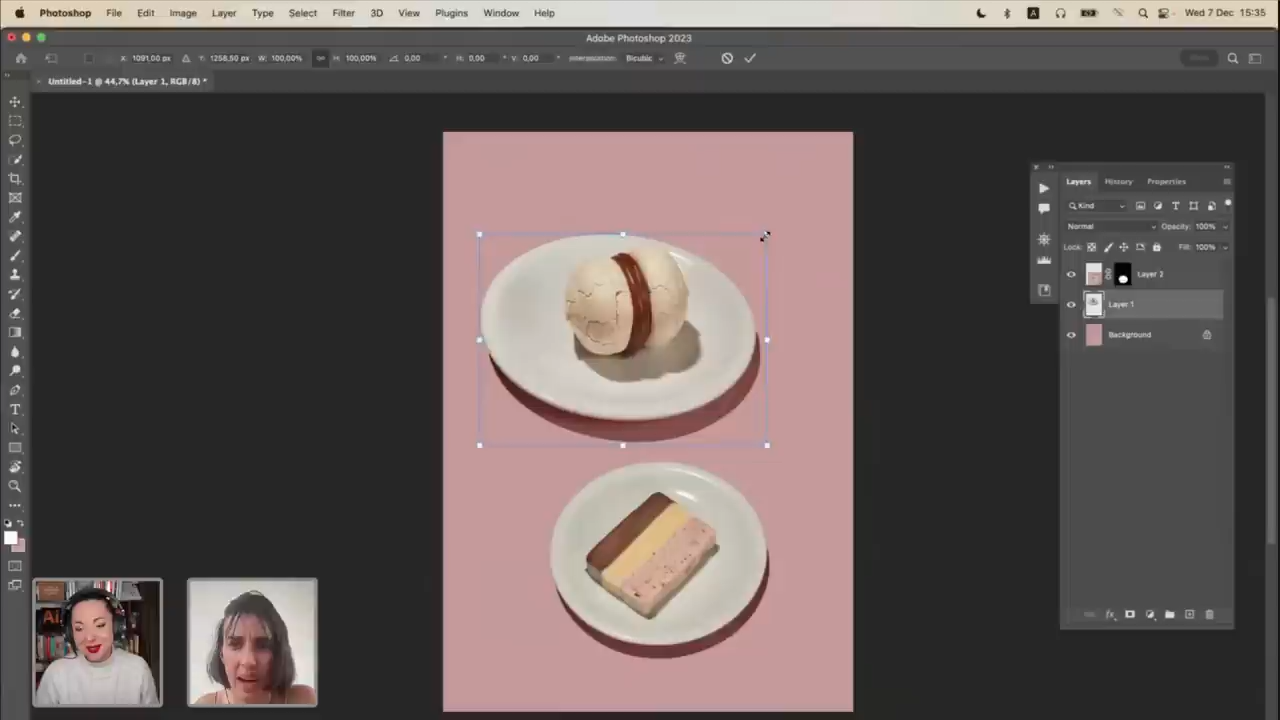 Photoshop File Edit Image Layer Type Select Filter 3D View Plugins Window Help A Wed 7 Dec 15:35
Adobe Photoshop 2023
X: 1091,00 px Y: 1258,50 px W: 100,00% H: 100,00% 0,00 ° H: 0,00 ° V: 0,00 ° Interpolation: Bicubic
Untitled-1 @ 44,7% (Layer 1, RGB/8) *
Layers History Properties
Kind
Normal Opacity: 100%
Lock: Fill: 100%
Layer 2
Layer 1
Background
Ai